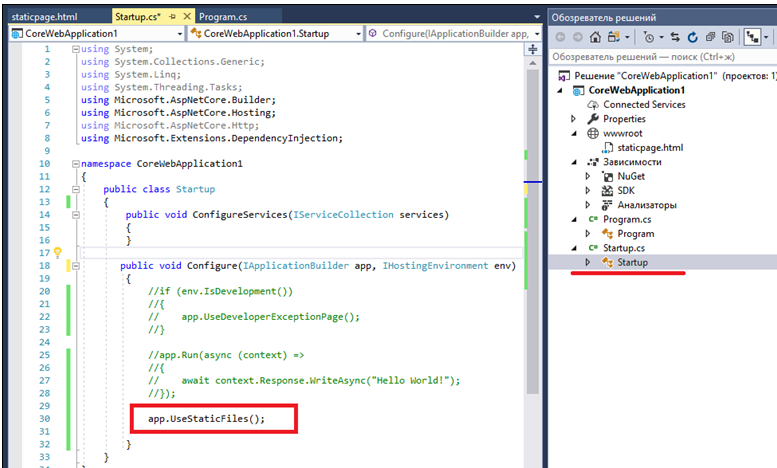 staticpage.html
Startup.cs*
Program.cs
CoreWebApplication1
CoreWebApplication1.Startup
Configure(IApplicationBuilder app,
1 using System;
2 using System.Collections.Generic;
3 using System.Linq;
4 using System.Threading.Tasks;
5 using Microsoft.AspNetCore.Builder;
6 using Microsoft.AspNetCore.Hosting;
7 using Microsoft.AspNetCore.Http;
8 using Microsoft.Extensions.DependencyInjection;
9
10 namespace CoreWebApplication1
11 {
12 public class Startup
13 {
14 public void ConfigureServices(IServiceCollection services)
15 {
16 }
17
18 public void Configure(IApplicationBuilder app, IHostingEnvironment env)
19 {
20 //if (env.IsDevelopment())
21 //{
22 // app.UseDeveloperExceptionPage();
23 //}
24
25 //app.Run(async (context) =>
26 //{
27 // await context.Response.WriteAsync("Hello World!");
28 //});
29
30 app.UseStaticFiles();
31
32 }
33 }
Обозреватель решений
Обозреватель решений — поиск (Ctrl+ж)
Решение "CoreWebApplication1" (проектов: 1)
CoreWebApplication1
Connected Services
Properties
wwwroot
staticpage.html
Зависимости
NuGet
SDK
Анализаторы
C# Program.cs
Program
C# Startup.cs
Startup